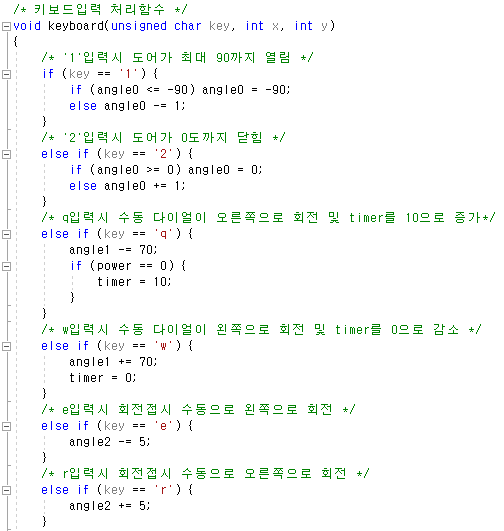 /* 키보드입력 처리함수 */
void keyboard(unsigned char key, int x, int y)
{
/* '1'입력시 도어가 최대 90까지 열림 */
if (key == '1') {
if (angle0 <= -90) angle0 = -90;
else angle0 -= 1;
}
/* '2'입력시 도어가 0도까지 닫힘 */
else if (key == '2') {
if (angle0 >= 0) angle0 = 0;
else angle0 += 1;
}
/* q입력시 수동 다이얼이 오른쪽으로 회전 및 timer를 10으로 증가*/
else if (key == 'q') {
angle1 -= 70;
if (power == 0) {
timer = 10;
}
}
/* w입력시 수동 다이얼이 왼쪽으로 회전 및 timer를 0으로 감소 */
else if (key == 'w') {
angle1 += 70;
timer = 0;
}
/* e입력시 회전접시 수동으로 왼쪽으로 회전 */
else if (key == 'e') {
angle2 -= 5;
}
/* r입력시 회전접시 수동으로 오른쪽으로 회전 */
else if (key == 'r') {
angle2 += 5;
}